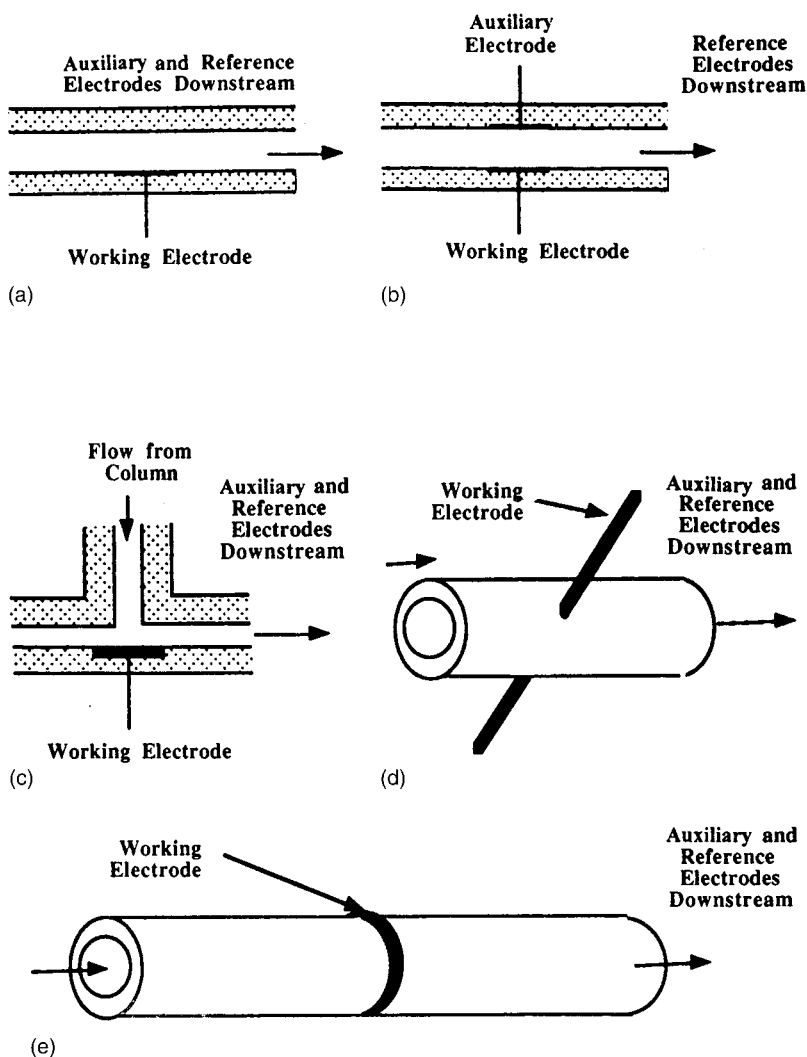 Auxiliary and Reference
Electrodes Downstream
Working Electrode
(a)
Auxiliary
Electrode
Reference
Electrodes
Downstream
Working Electrode
(b)
Flow from
Column
Auxiliary and
Reference
Electrodes
Downstream
Working Electrode
(c)
Working
Electrode
Auxiliary and
Reference
Electrodes
Downstream
(d)
Working
Electrode
Auxiliary and
Reference
Electrodes
Downstream
(e)